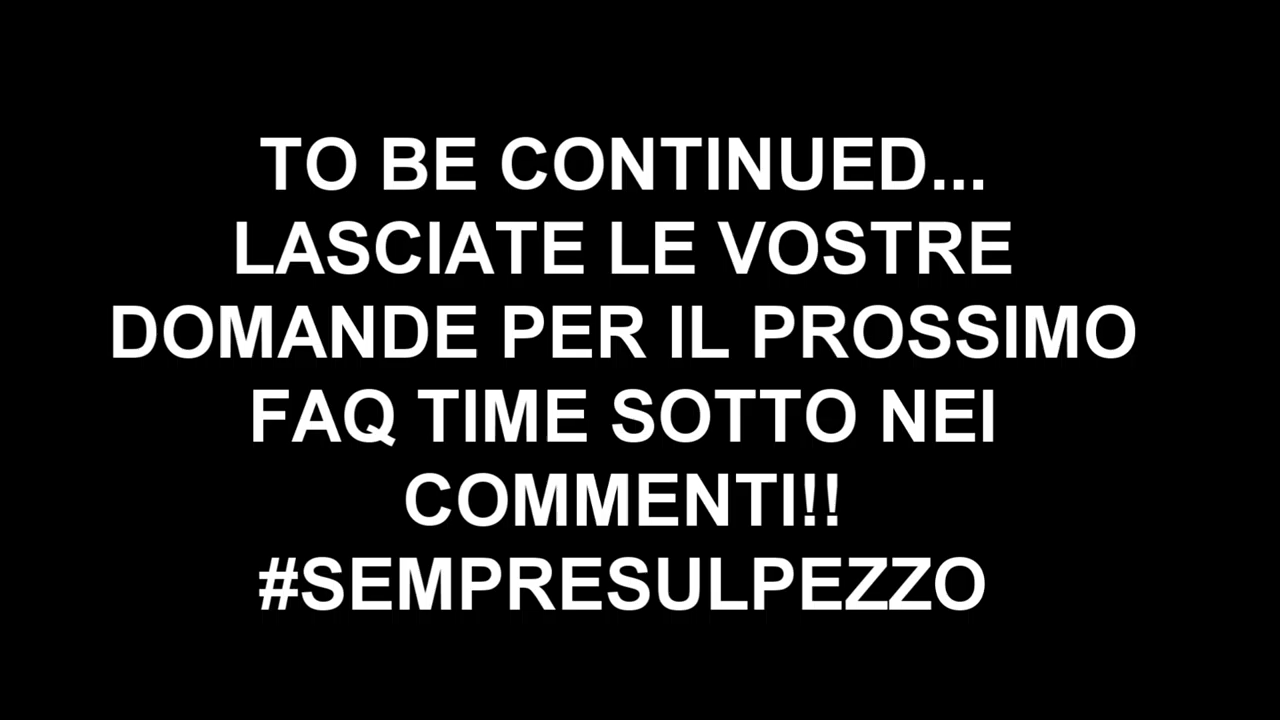 TO BE CONTINUED...
LASCIATE LE VOSTRE
DOMANDE PER IL PROSSIMO
FAQ TIME SOTTO NEI
COMMENTI!!
#SEMPRESULPEZZO